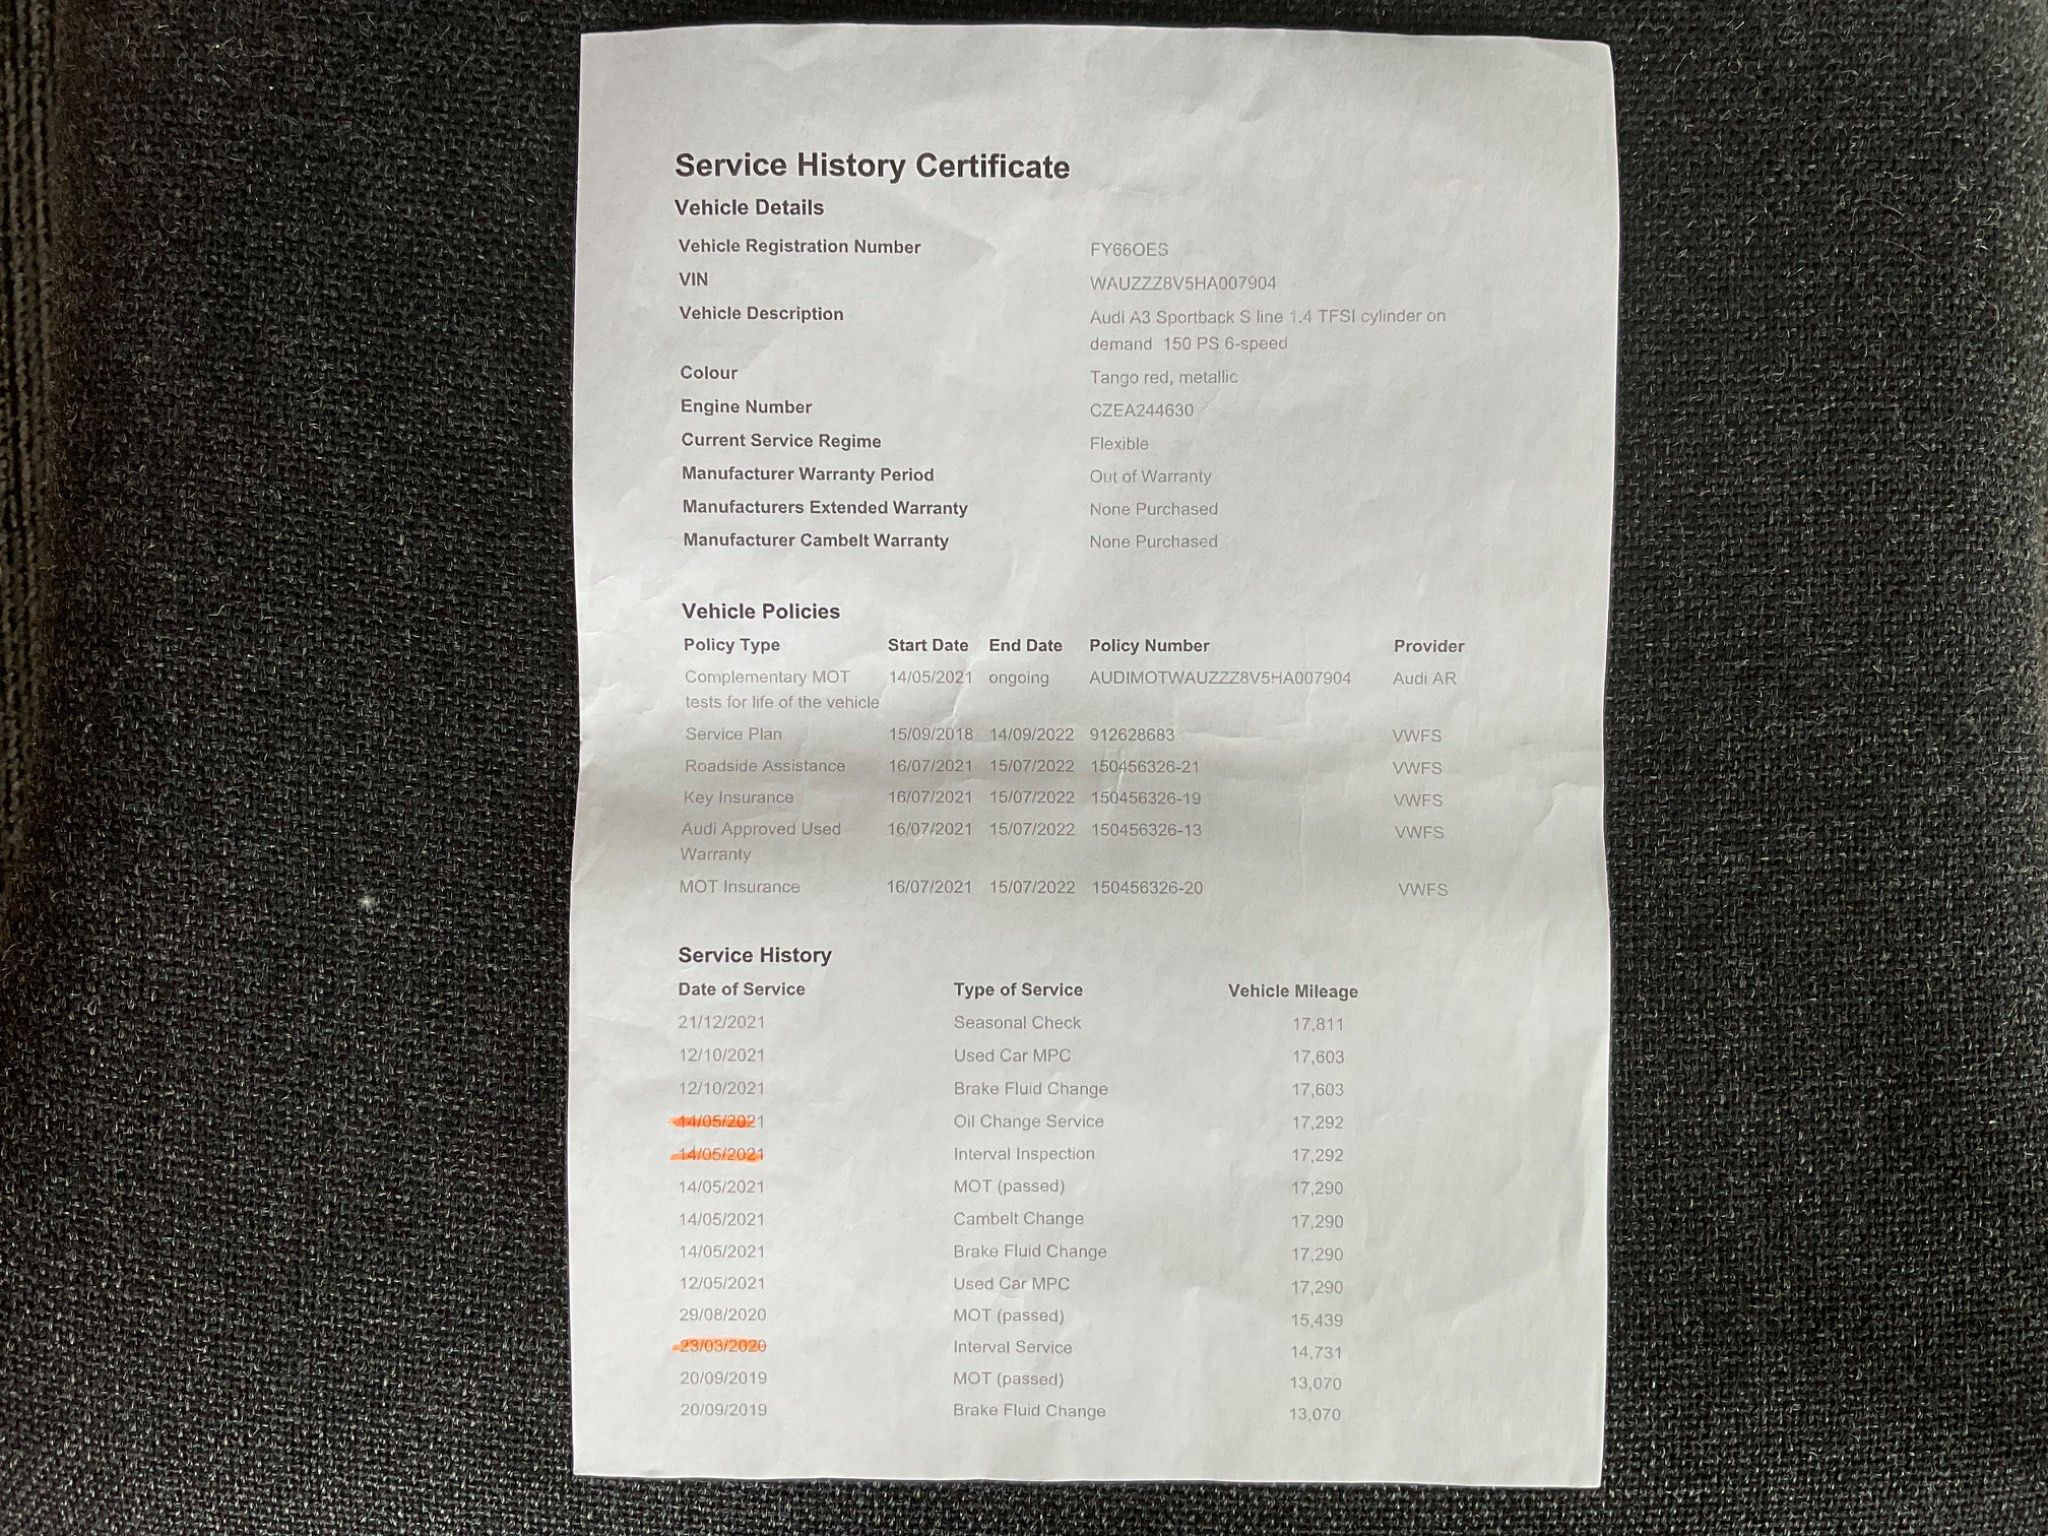 Service History Certificate
Vehicle Details
Vehicle Registration Number FY66OES
VIN WAUZZZ8V5HA007904
Vehicle Description Audi A3 Sportback S line 1.4 TFSI cylinder on
demand 150 PS 6-speed
Colour Tango red, metallic
Engine Number CZEA244630
Current Service Regime Flexible
Manufacturer Warranty Period Out of Warranty
Manufacturers Extended Warranty None Purchased
Manufacturer Cambelt Warranty None Purchased
Vehicle Policies
Policy Type Start Date End Date Policy Number Provider
Complementary MOT 14/05/2021 ongoing AUDIMOTWAUZZZ8V5HA007904 Audi AR
tests for life of the vehicle
Service Plan 15/09/2018 14/09/2022 912628683 VWFS
Roadside Assistance 16/07/2021 15/07/2022 150456326-21 VWFS
Key Insurance 16/07/2021 15/07/2022 150456326-19 VWFS
Audi Approved Used 16/07/2021 15/07/2022 150456326-13 VWFS
Warranty
MOT Insurance 16/07/2021 15/07/2022 150456326-20 VWFS
Service History
Date of Service Type of Service Vehicle Mileage
21/12/2021 Seasonal Check 17,811
12/10/2021 Used Car MPC 17,603
12/10/2021 Brake Fluid Change 17,603
14/05/2021 Oil Change Service 17,292
14/05/2021 Interval Inspection 17,292
14/05/2021 MOT (passed) 17,290
14/05/2021 Cambelt Change 17,290
14/05/2021 Brake Fluid Change 17,290
12/05/2021 Used Car MPC 17,290
29/08/2020 MOT (passed) 15,439
23/03/2020 Interval Service 14,731
20/09/2019 MOT (passed) 13,070
20/09/2019 Brake Fluid Change 13,070